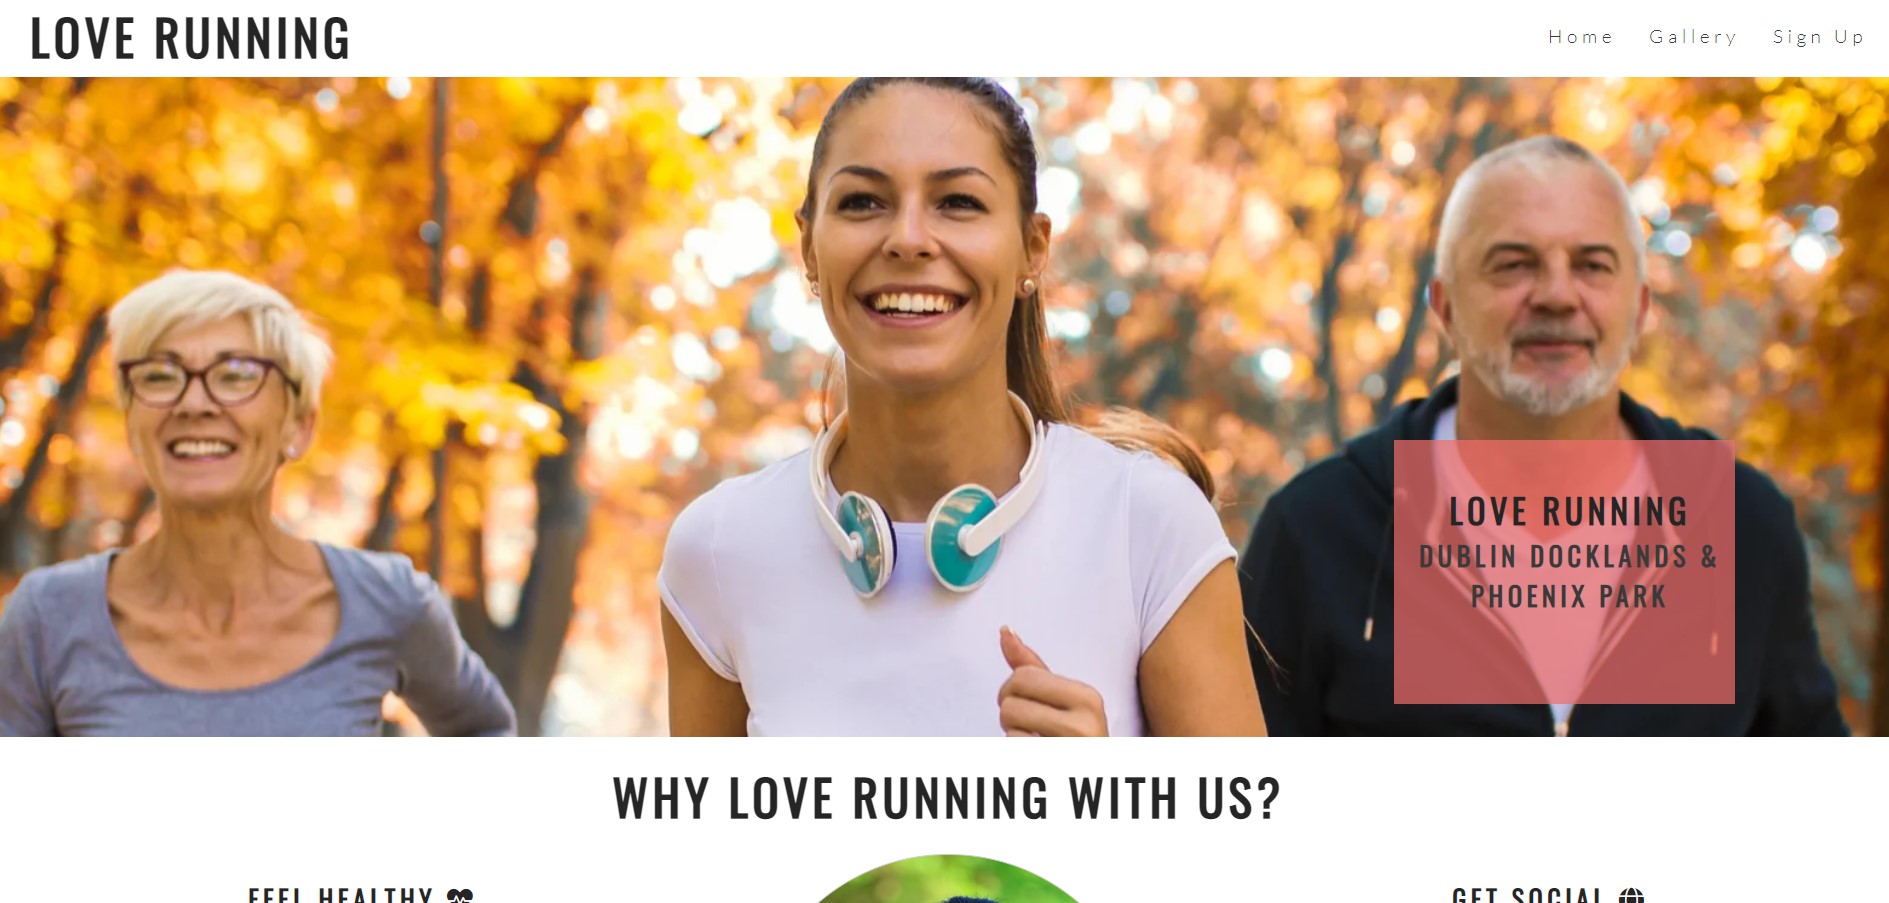 LOVE RUNNING
Home Gallery Sign Up
LOVE RUNNING
DUBLIN DOCKLANDS &
PHOENIX PARK
WHY LOVE RUNNING WITH US?
FEEL HEALTHY
GET SOCIAL